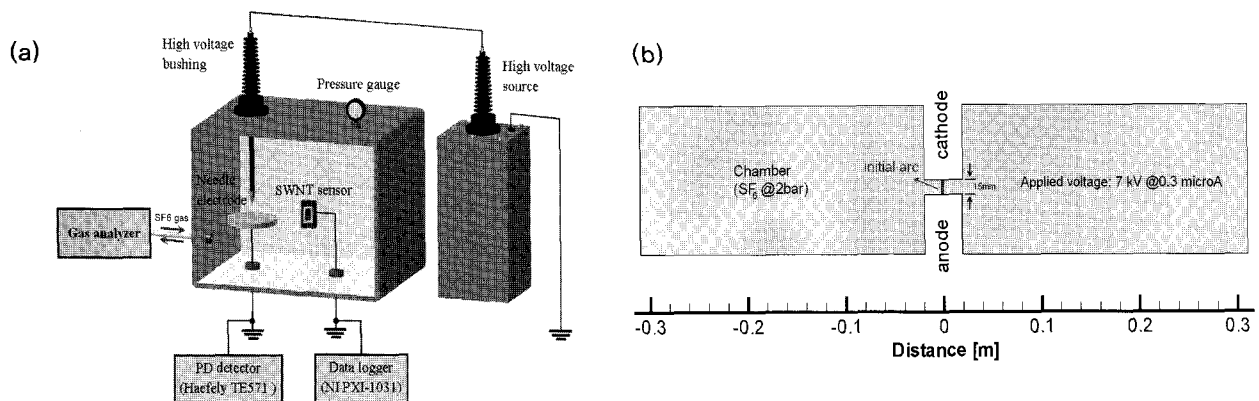 (a)
High voltage
bushing
Pressure gauge
High voltage
source
Needle
electrode
SWNT sensor
SF6 gas
Gas analyzer
PD detector
(Haefely TE571 )
Data logger
(NI PXI-1031)
(b)
cathode
Chamber
(SF6 @2bar)
initial arc
1.5mm
Applied voltage: 7 kV @0.3 microA
anode
-0.3 -0.2 -0.1 0 0.1 0.2 0.3
Distance [m]